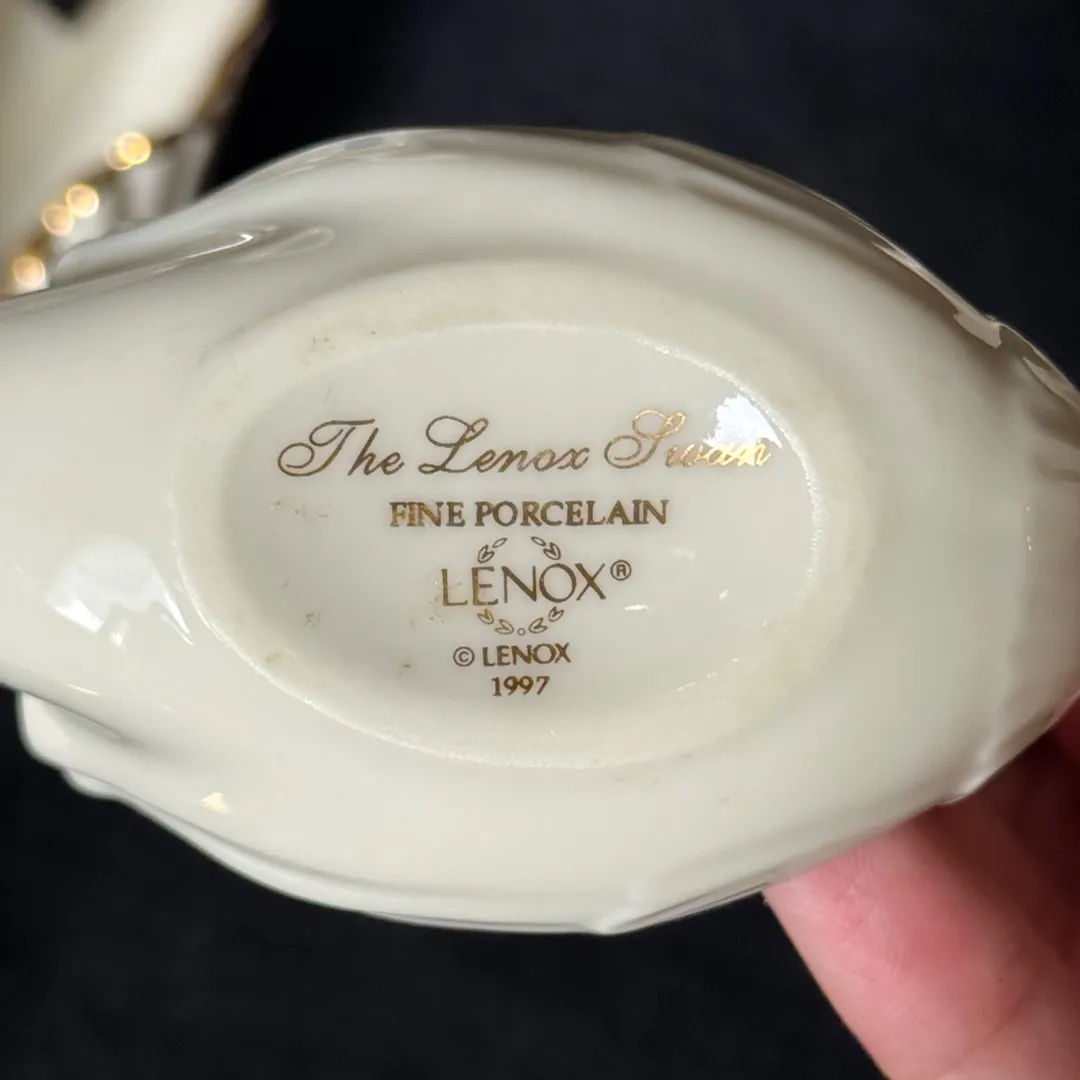 The Lenox Swan
FINE PORCELAIN
LENOX®
© LENOX
1997